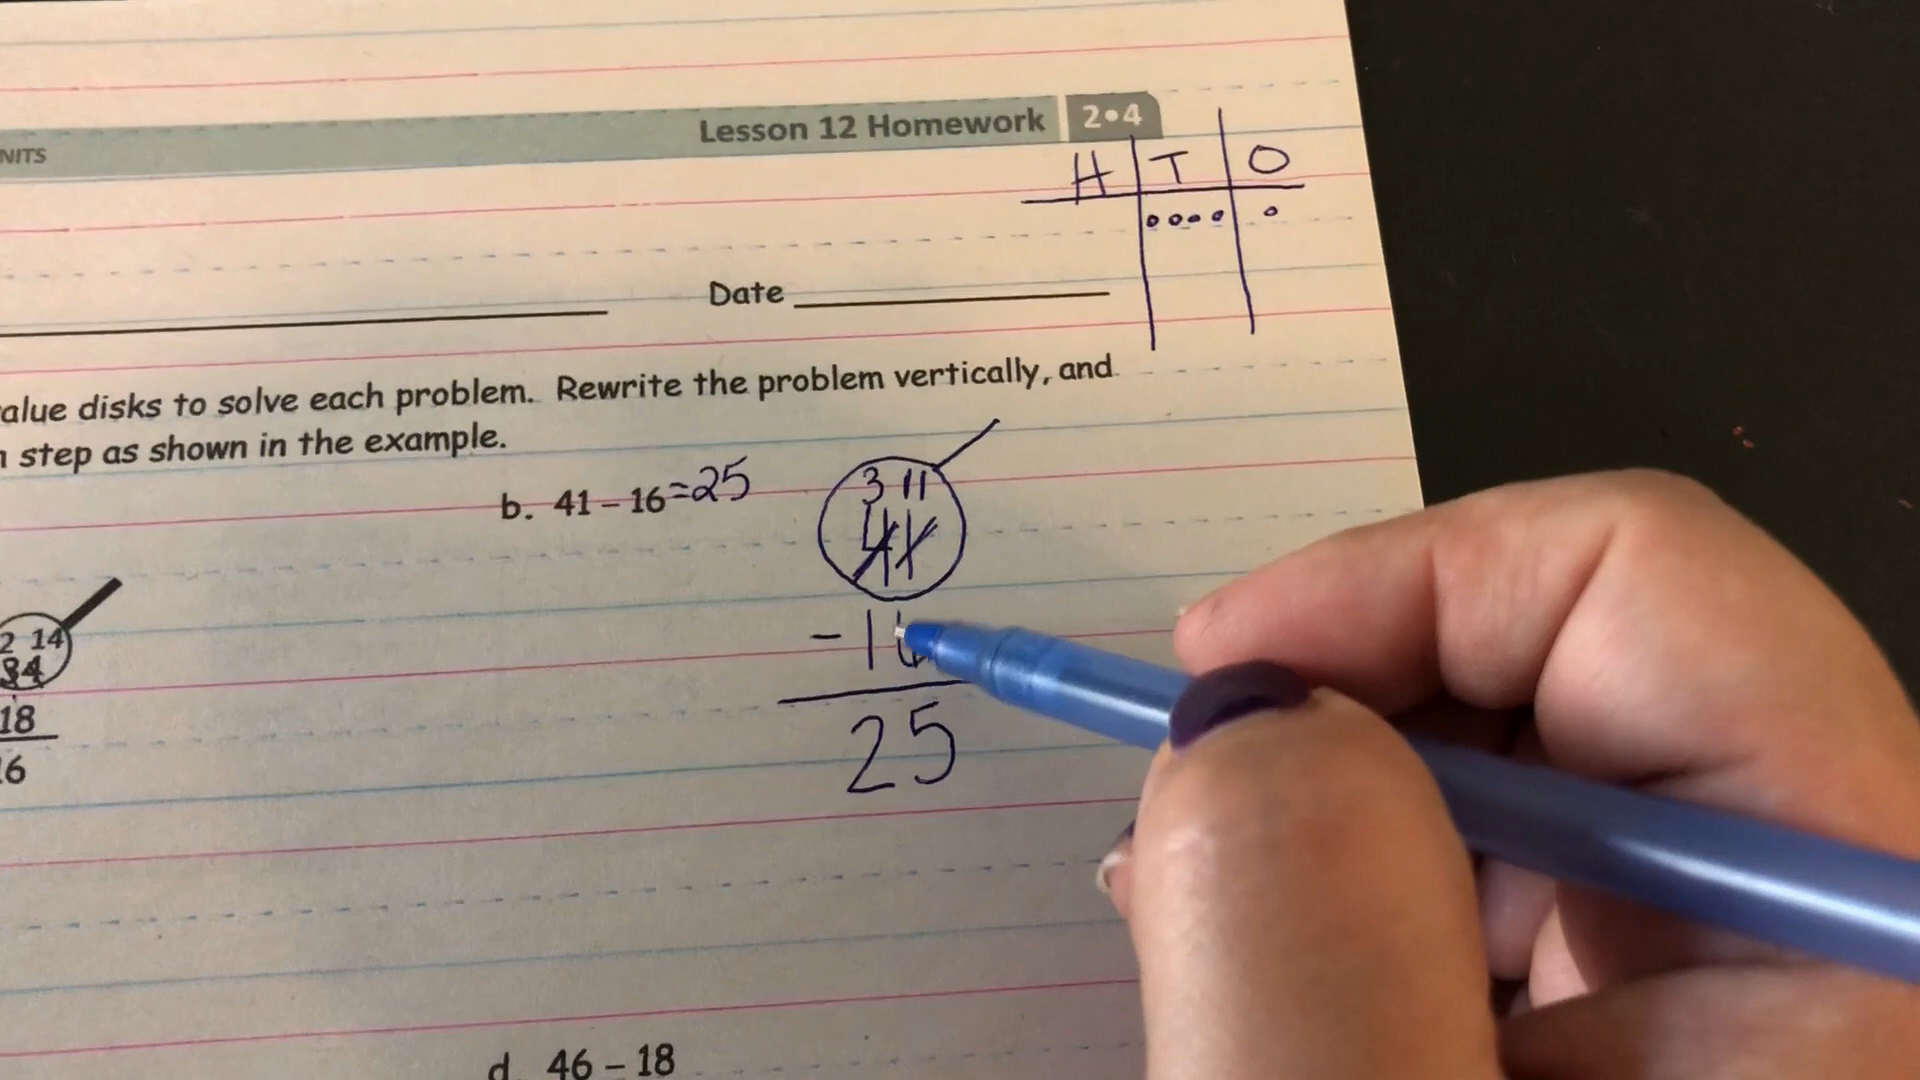 Lesson 12 Homework 2•4
NITS
H T O
Date
alue disks to solve each problem. Rewrite the problem vertically, and
step as shown in the example.
b. 41 – 16 = 25
3 11
41
- 16
25
2 14
34
18
16
d. 46 – 18